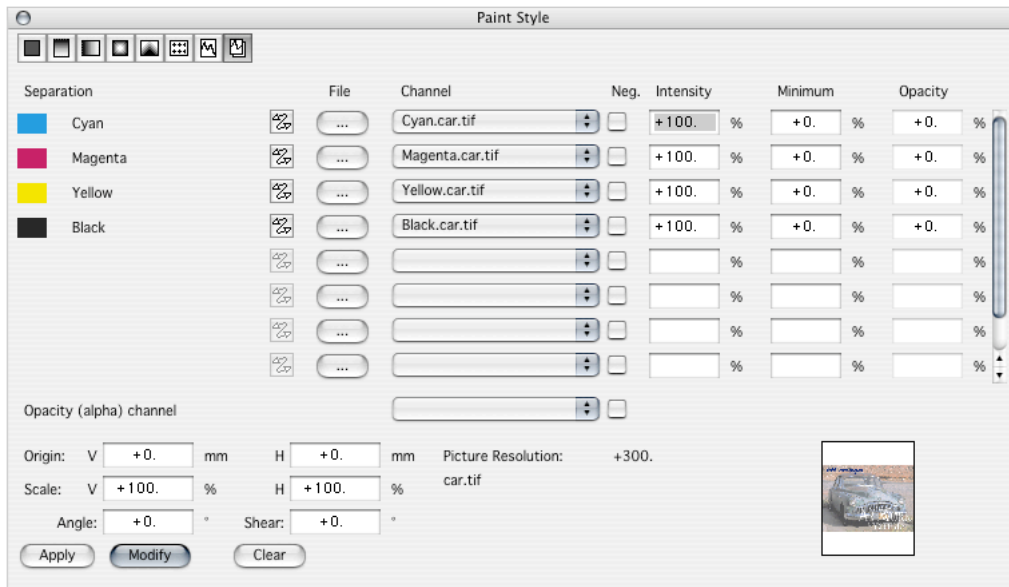 Paint Style
Separation File Channel Neg. Intensity Minimum Opacity
Cyan ... Cyan.car.tif +100. % +0. % +0. %
Magenta ... Magenta.car.tif +100. % +0. % +0. %
Yellow ... Yellow.car.tif +100. % +0. % +0. %
Black ... Black.car.tif +100. % +0. % +0. %
... % % %
... % % %
... % % %
... % % %
Opacity (alpha) channel
Origin: V +0. mm H +0. mm Picture Resolution: +300.
Scale: V +100. % H +100. % car.tif
Angle: +0. ° Shear: +0. °
Apply Modify Clear